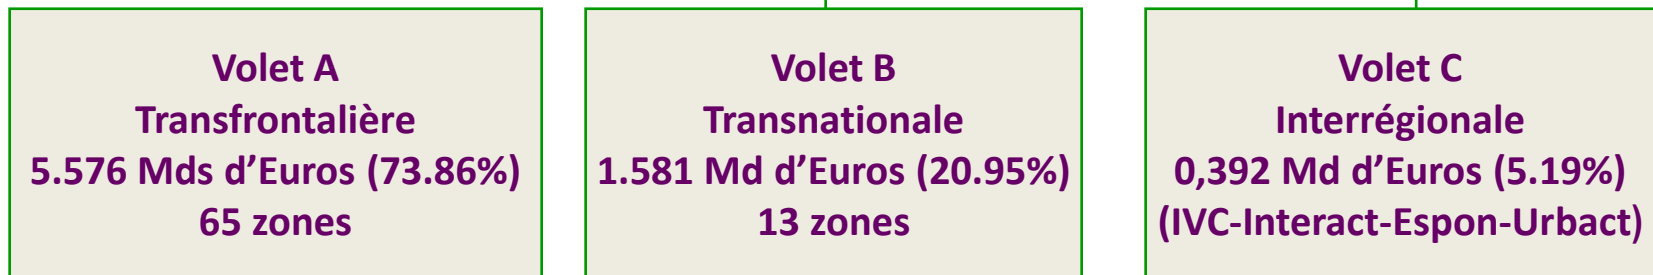 Volet A
Transfrontalière
5.576 Mds d’Euros (73.86%)
65 zones
Volet B
Transnationale
1.581 Md d’Euros (20.95%)
13 zones
Volet C
Interrégionale
0,392 Md d’Euros (5.19%)
(IVC-Interact-Espon-Urbact)